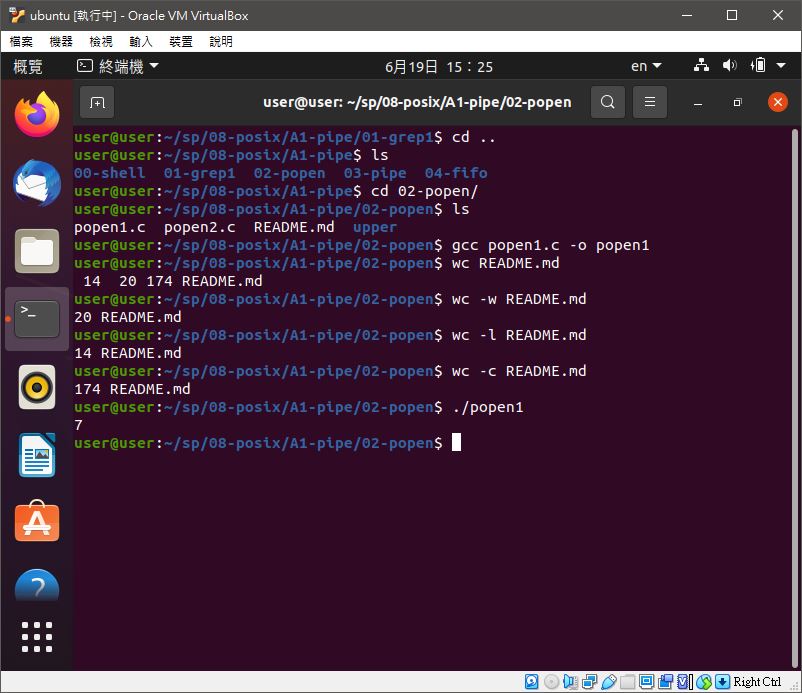 ubuntu [執行中] - Oracle VM VirtualBox
檔案 機器 檢視 輸入 裝置 說明
概覽 終端機 6月19日 15：25 en
user@user: ~/sp/08-posix/A1-pipe/02-popen
user@user:~/sp/08-posix/A1-pipe/01-grep1$ cd ..
user@user:~/sp/08-posix/A1-pipe$ ls
00-shell  01-grep1  02-popen  03-pipe  04-fifo
user@user:~/sp/08-posix/A1-pipe$ cd 02-popen/
user@user:~/sp/08-posix/A1-pipe/02-popen$ ls
popen1.c  popen2.c  README.md  upper
user@user:~/sp/08-posix/A1-pipe/02-popen$ gcc popen1.c -o popen1
user@user:~/sp/08-posix/A1-pipe/02-popen$ wc README.md
 14  20 174 README.md
user@user:~/sp/08-posix/A1-pipe/02-popen$ wc -w README.md
20 README.md
user@user:~/sp/08-posix/A1-pipe/02-popen$ wc -l README.md
14 README.md
user@user:~/sp/08-posix/A1-pipe/02-popen$ wc -c README.md
174 README.md
user@user:~/sp/08-posix/A1-pipe/02-popen$ ./popen1
7
user@user:~/sp/08-posix/A1-pipe/02-popen$
Right Ctrl